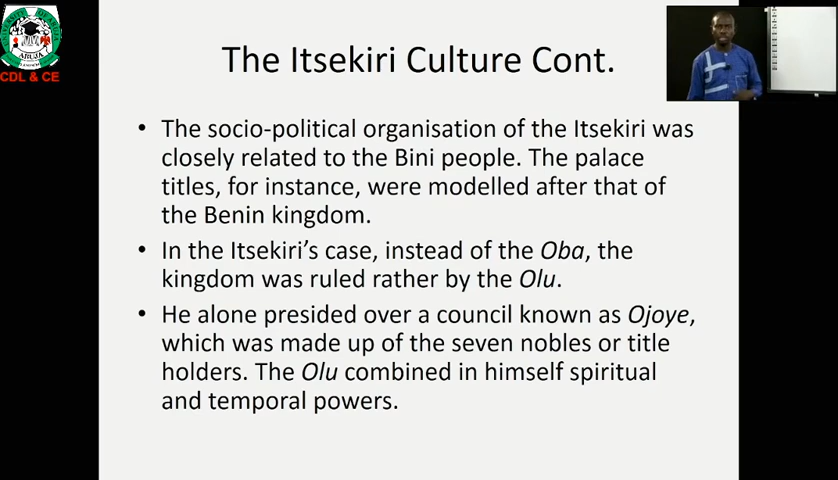 ABUJA
CDL & CE
The Itsekiri Culture Cont.
• The socio-political organisation of the Itsekiri was
closely related to the Bini people. The palace
titles, for instance, were modelled after that of
the Benin kingdom.
• In the Itsekiri's case, instead of the Oba, the
kingdom was ruled rather by the Olu.
• He alone presided over a council known as Ojoye,
which was made up of the seven nobles or title
holders. The Olu combined in himself spiritual
and temporal powers.